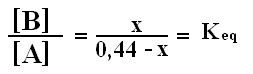 [B] / [A] = x / 0,44 - x = Keq